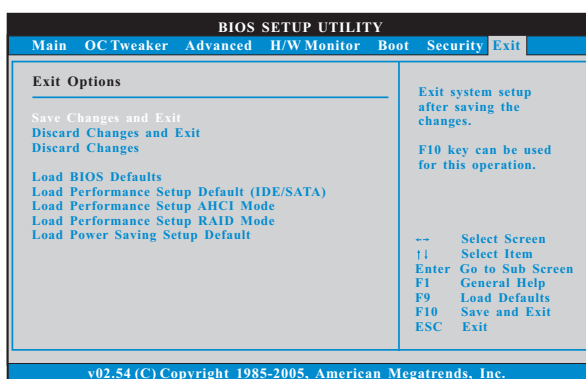 BIOS SETUP UTILITY
Main OC Tweaker Advanced H/W Monitor Boot Security Exit
Exit Options
Save Changes and Exit
Discard Changes and Exit
Discard Changes
Load BIOS Defaults
Load Performance Setup Default (IDE/SATA)
Load Performance Setup AHCI Mode
Load Performance Setup RAID Mode
Load Power Saving Setup Default
Exit system setup
after saving the
changes.
F10 key can be used
for this operation.
←→ Select Screen
↑↓ Select Item
Enter Go to Sub Screen
F1 General Help
F9 Load Defaults
F10 Save and Exit
ESC Exit
v02.54 (C) Copyright 1985-2005, American Megatrends, Inc.